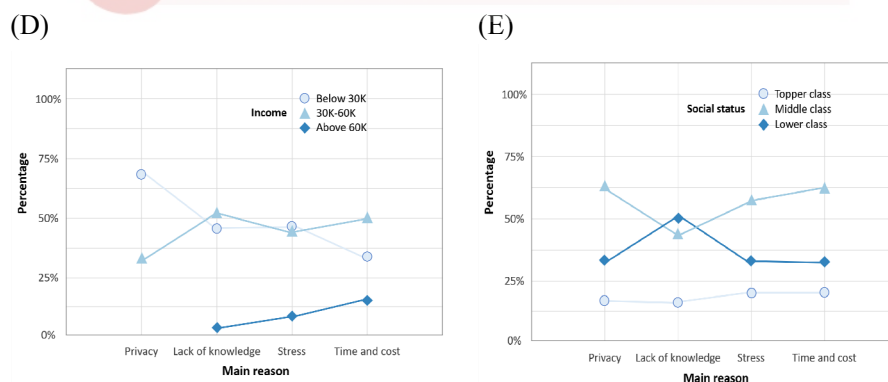 (D)
Percentage
100%
75%
50%
25%
0%
Income
Below 30K
30K-60K
Above 60K
Privacy
Lack of knowledge
Stress
Time and cost
Main reason
(E)
Percentage
100%
75%
50%
25%
0%
Social status
Topper class
Middle class
Lower class
Privacy
Lack of knowledge
Stress
Time and cost
Main reason